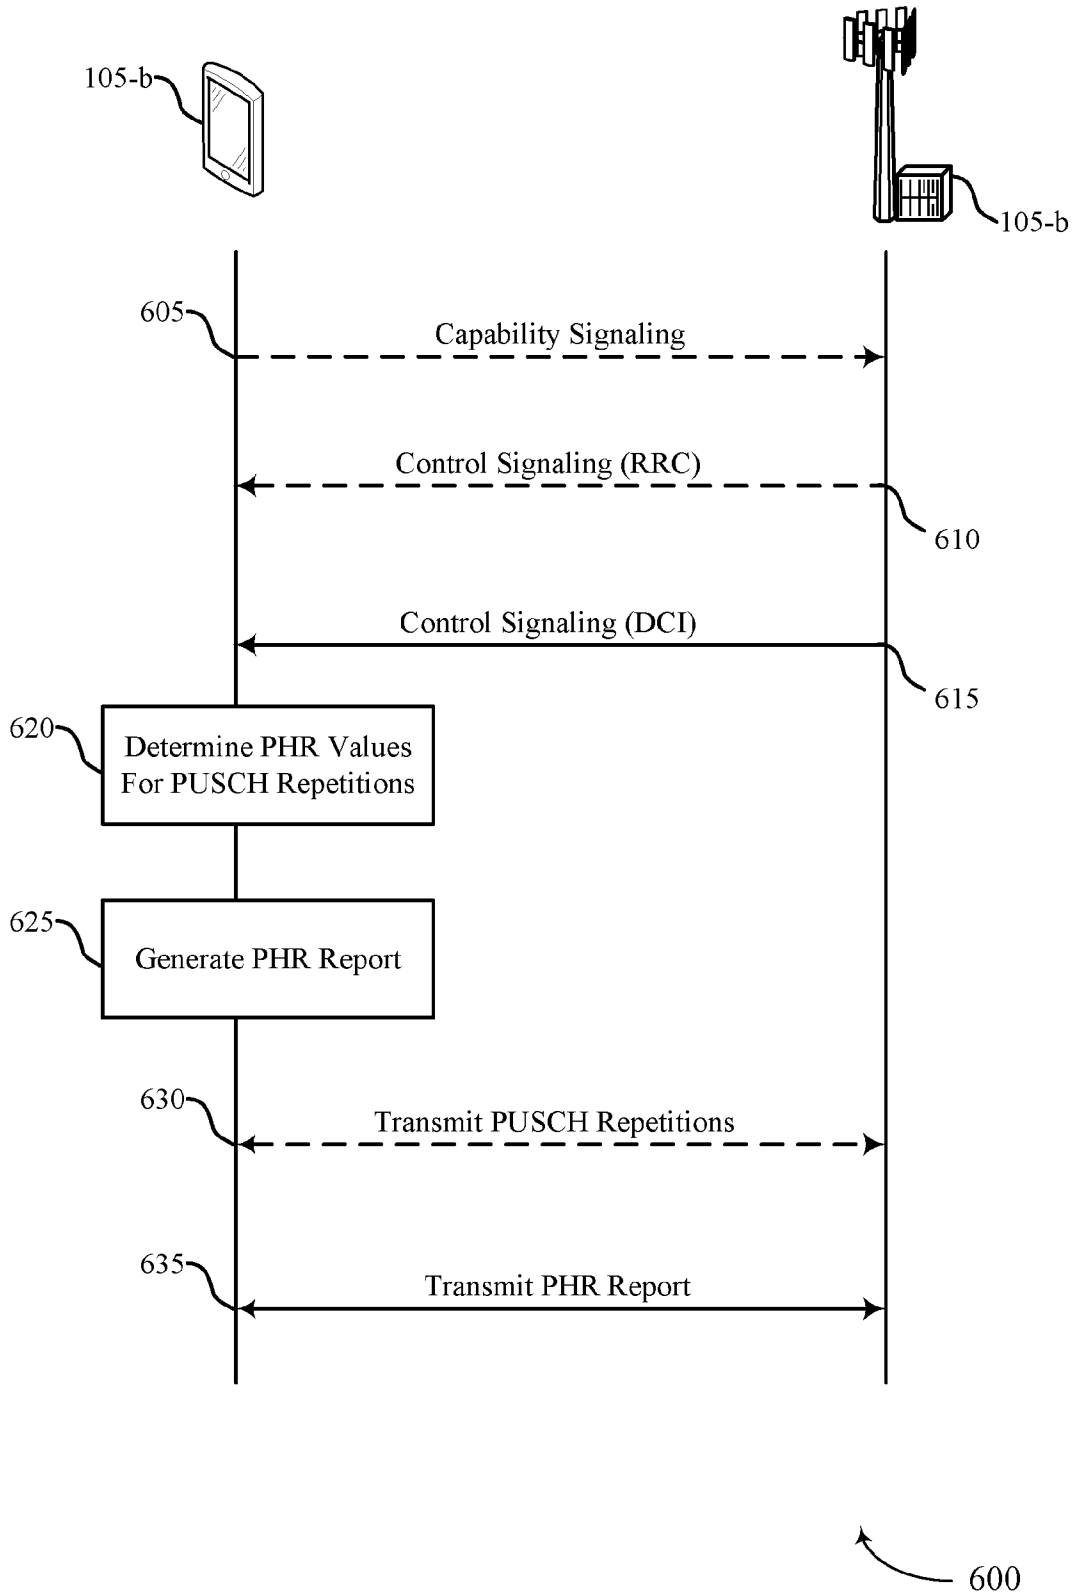 105-b
105-b
605
Capability Signaling
Control Signaling (RRC)
610
Control Signaling (DCI)
615
620
Determine PHR Values
For PUSCH Repetitions
625
Generate PHR Report
630
Transmit PUSCH Repetitions
635
Transmit PHR Report
600